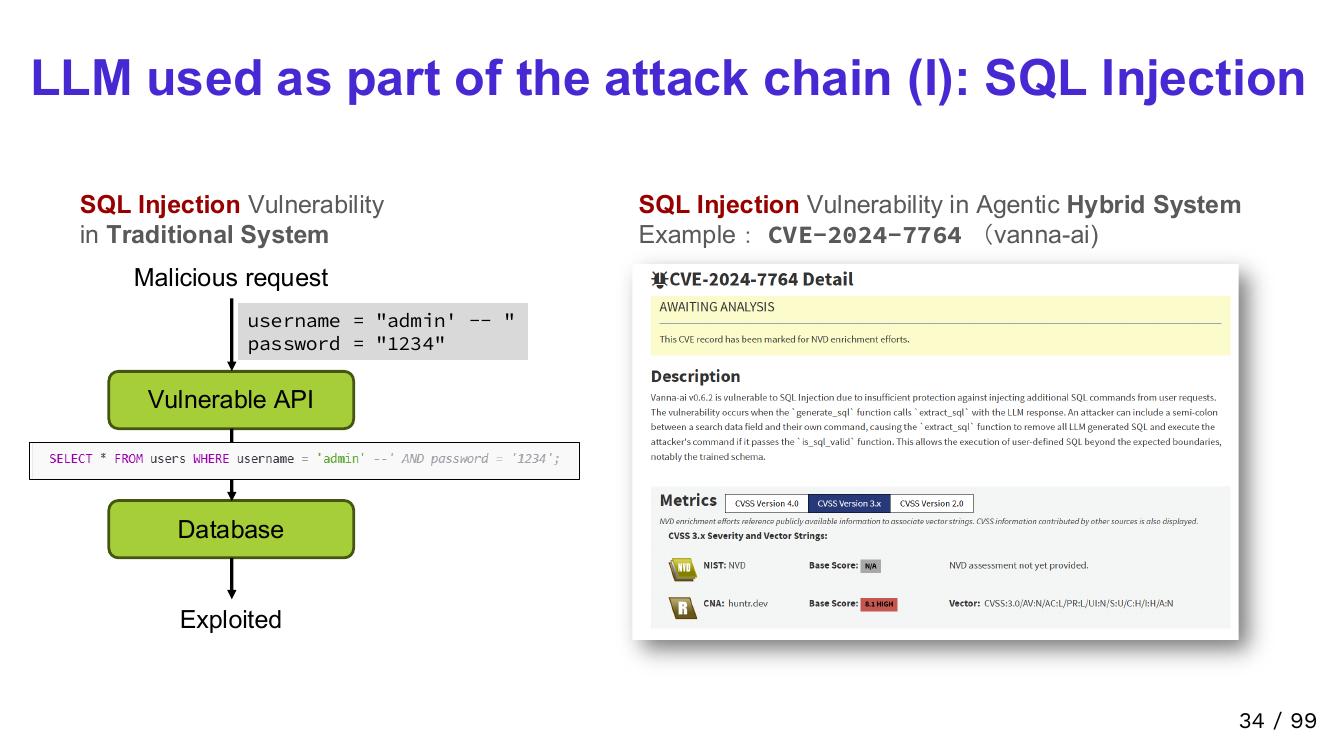 LLM used as part of the attack chain (I): SQL Injection
SQL Injection Vulnerability
in Traditional System
Malicious request
username = "admin' -- "
password = "1234"
Vulnerable API
SELECT * FROM users WHERE username = 'admin' --' AND password = '1234';
Database
Exploited
SQL Injection Vulnerability in Agentic Hybrid System
Example： CVE-2024-7764 （vanna-ai)
CVE-2024-7764 Detail
AWAITING ANALYSIS
This CVE record has been marked for NVD enrichment efforts.
Description
Vanna-ai v0.6.2 is vulnerable to SQL Injection due to insufficient protection against injecting additional SQL commands from user requests.
The vulnerability occurs when the `generate_sql` function calls `extract_sql` with the LLM response. An attacker can include a semi-colon
between a search data field and their own command, causing the `extract_sql` function to remove all LLM generated SQL and execute the
attacker's command if it passes the `is_sql_valid` function. This allows the execution of user-defined SQL beyond the expected boundaries,
notably the trained schema.
Metrics CVSS Version 4.0 CVSS Version 3.x CVSS Version 2.0
NVD enrichment efforts reference publicly available information to associate vector strings. CVSS information contributed by other sources is also displayed.
CVSS 3.x Severity and Vector Strings:
NVD NIST: NVD Base Score: N/A NVD assessment not yet provided.
R CNA: huntr.dev Base Score: 8.1 HIGH Vector: CVSS:3.0/AV:N/AC:L/PR:L/UI:N/S:U/C:H/I:H/A:N
34 / 99